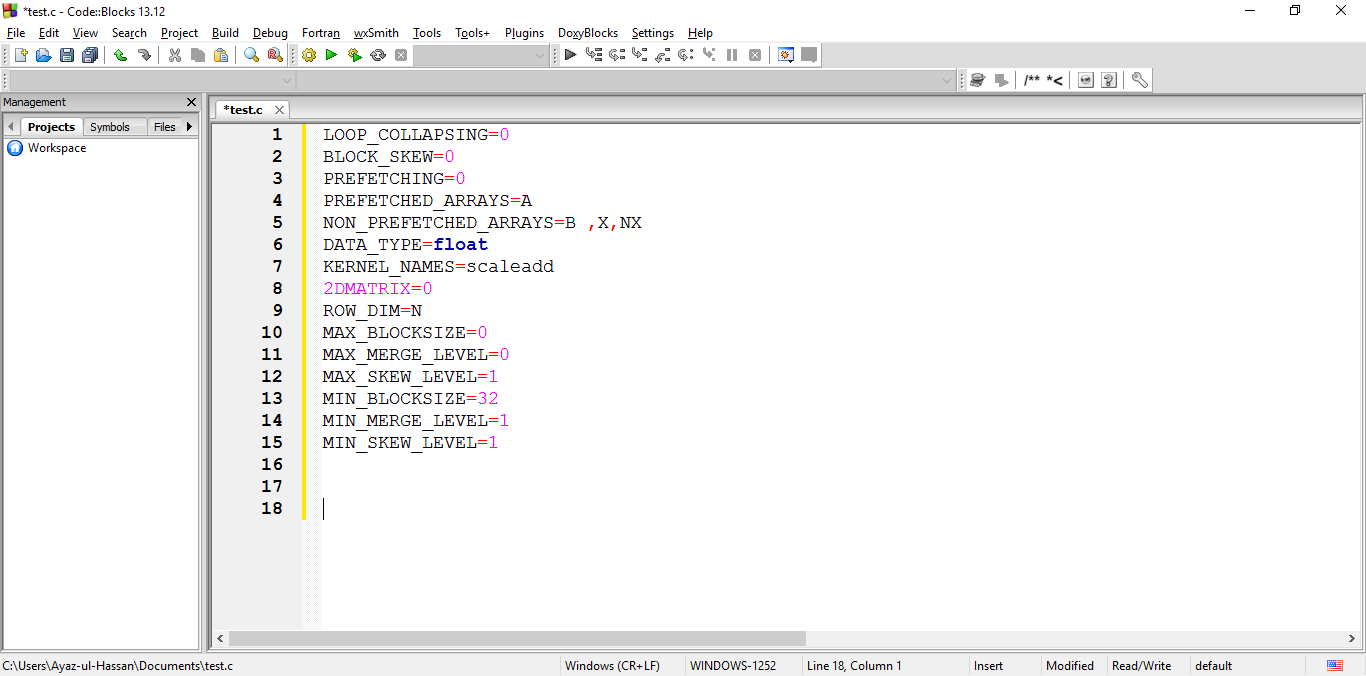 *test.c - Code::Blocks 13.12
File Edit View Search Project Build Debug Fortran wxSmith Tools Tools+ Plugins DoxyBlocks Settings Help
/** *<
Management
*test.c
Projects Symbols Files
Workspace
1 LOOP_COLLAPSING=0
2 BLOCK_SKEW=0
3 PREFETCHING=0
4 PREFETCHED_ARRAYS=A
5 NON_PREFETCHED_ARRAYS=B ,X,NX
6 DATA_TYPE=float
7 KERNEL_NAMES=scaleadd
8 2DMATRIX=0
9 ROW_DIM=N
10 MAX_BLOCKSIZE=0
11 MAX_MERGE_LEVEL=0
12 MAX_SKEW_LEVEL=1
13 MIN_BLOCKSIZE=32
14 MIN_MERGE_LEVEL=1
15 MIN_SKEW_LEVEL=1
16
17
18
C:\Users\Ayaz-ul-Hassan\Documents\test.c Windows (CR+LF) WINDOWS-1252 Line 18, Column 1 Insert Modified Read/Write default